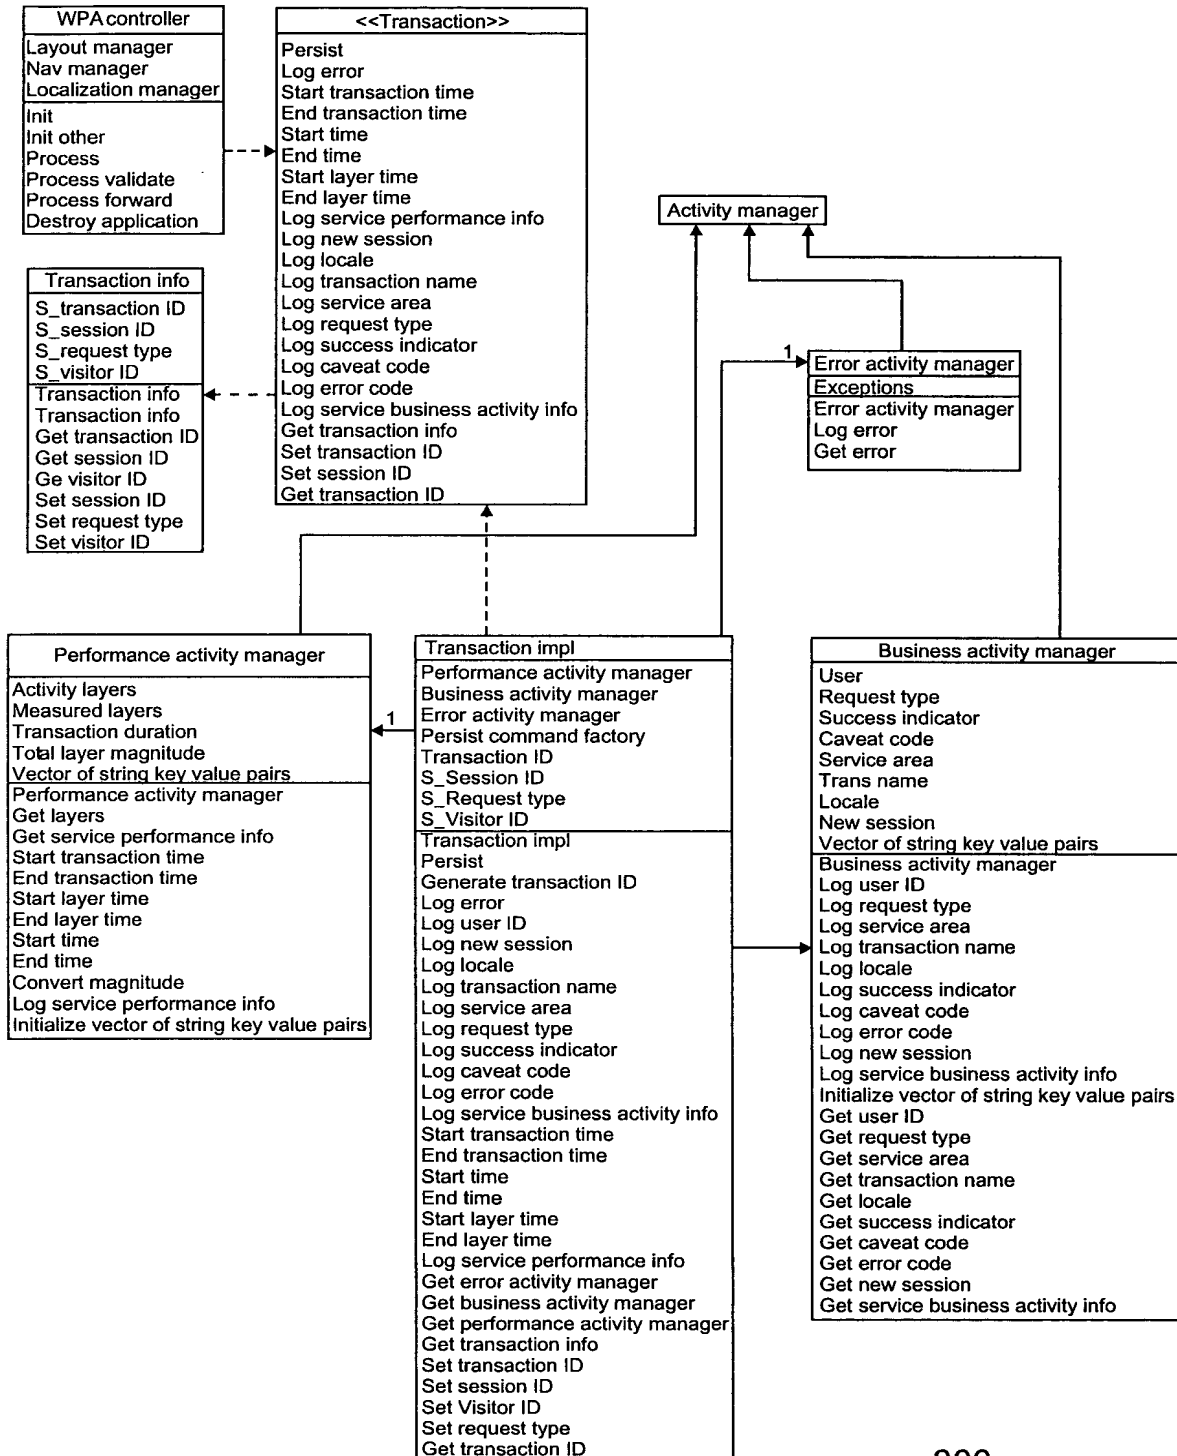 WPA controller
Layout manager
Nav manager
Localization manager
Init
Init other
Process
Process validate
Process forward
Destroy application
<<Transaction>>
Persist
Log error
Start transaction time
End transaction time
Start time
End time
Start layer time
End layer time
Log service performance info
Log new session
Log locale
Log transaction name
Log service area
Log request type
Log success indicator
Log caveat code
Log error code
Log service business activity info
Get transaction info
Set transaction ID
Set session ID
Get transaction ID
Transaction info
S_transaction ID
S_session ID
S_request type
S_visitor ID
Transaction info
Transaction info
Get transaction ID
Get session ID
Ge visitor ID
Set session ID
Set request type
Set visitor ID
Activity manager
1
Error activity manager
Exceptions
Error activity manager
Log error
Get error
Performance activity manager
Activity layers
Measured layers
Transaction duration
Total layer magnitude
Vector of string key value pairs
Performance activity manager
Get layers
Get service performance info
Start transaction time
End transaction time
Start layer time
End layer time
Start time
End time
Convert magnitude
Log service performance info
Initialize vector of string key value pairs
1
Transaction impl
Performance activity manager
Business activity manager
Error activity manager
Persist command factory
Transaction ID
S_Session ID
S_Request type
S_Visitor ID
Transaction impl
Persist
Generate transaction ID
Log error
Log user ID
Log new session
Log locale
Log transaction name
Log service area
Log request type
Log success indicator
Log caveat code
Log error code
Log service business activity info
Start transaction time
End transaction time
Start time
End time
Start layer time
End layer time
Log service performance info
Get error activity manager
Get business activity manager
Get performance activity manager
Get transaction info
Set transaction ID
Set session ID
Set Visitor ID
Set request type
Get transaction ID
Business activity manager
User
Request type
Success indicator
Caveat code
Service area
Trans name
Locale
New session
Vector of string key value pairs
Business activity manager
Log user ID
Log request type
Log service area
Log transaction name
Log locale
Log success indicator
Log caveat code
Log error code
Log new session
Log service business activity info
Initialize vector of string key value pairs
Get user ID
Get request type
Get service area
Get transaction name
Get locale
Get success indicator
Get caveat code
Get error code
Get new session
Get service business activity info